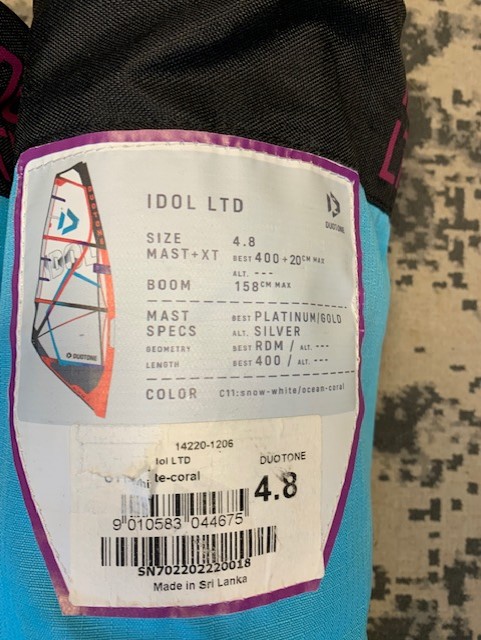 IDOL LTD
DUOTONE
SIZE 4.8
MAST+XT BEST 400+20CM MAX
ALT. ---
BOOM 158CM MAX
MAST BEST PLATINUM/GOLD
SPECS ALT. SILVER
GEOMETRY BEST RDM / ALT. ---
LENGTH BEST 400 / ALT. ---
COLOR C11:snow-white/ocean-coral
DUOTONE
14220-1206
Idol LTD DUOTONE
te-coral
4.8
9 010583 044675
SN702202220018
Made in Sri Lanka